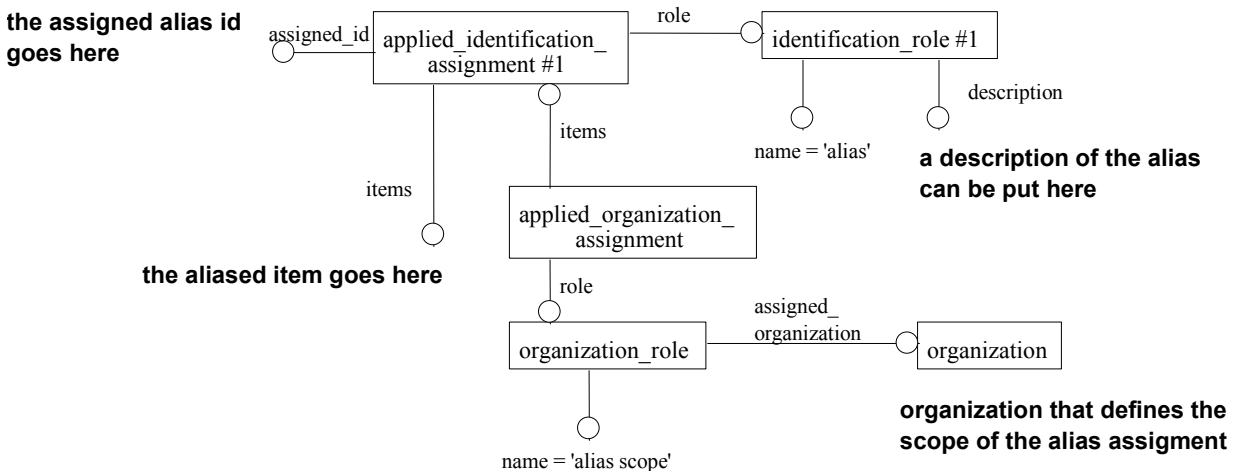 the assigned alias id
goes here
assigned_id
applied_identification_
assignment #1
role
identification_role #1
description
items
name = 'alias'
a description of the alias
can be put here
items
applied_organization_
assignment
the aliased item goes here
role
assigned_
organization
organization_role
organization
organization that defines the
scope of the alias assigment
name = 'alias scope'